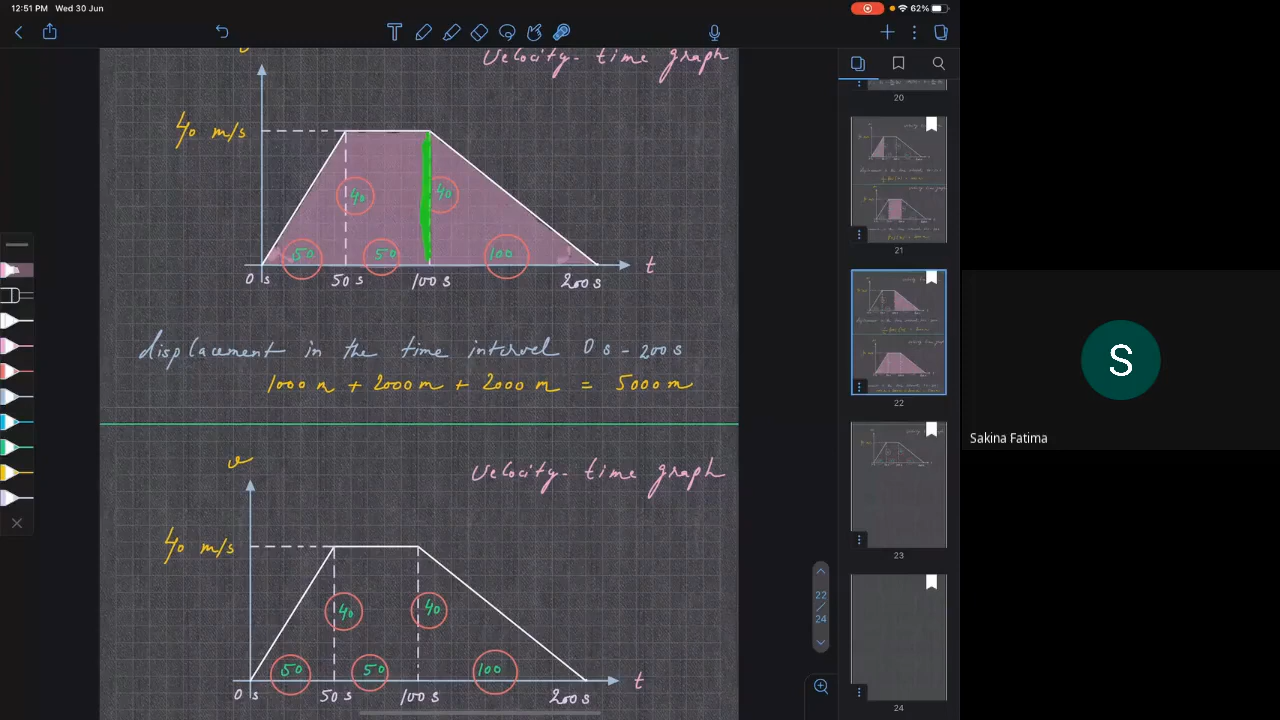 12:51 PM Wed 30 Jun
62%
T
Velocity- time graph
40 m/s
40
40
50
50
100
t
0 s
50 s
100 s
200 s
displacement in the time interval 0 s - 200 s
1000 m + 2000 m + 2000 m = 5000 m
v
Velocity- time graph
40 m/s
40
40
50
50
100
t
0 s
50 s
100 s
200 s
20
21
22
23
24
22
/
24
S
Sakina Fatima